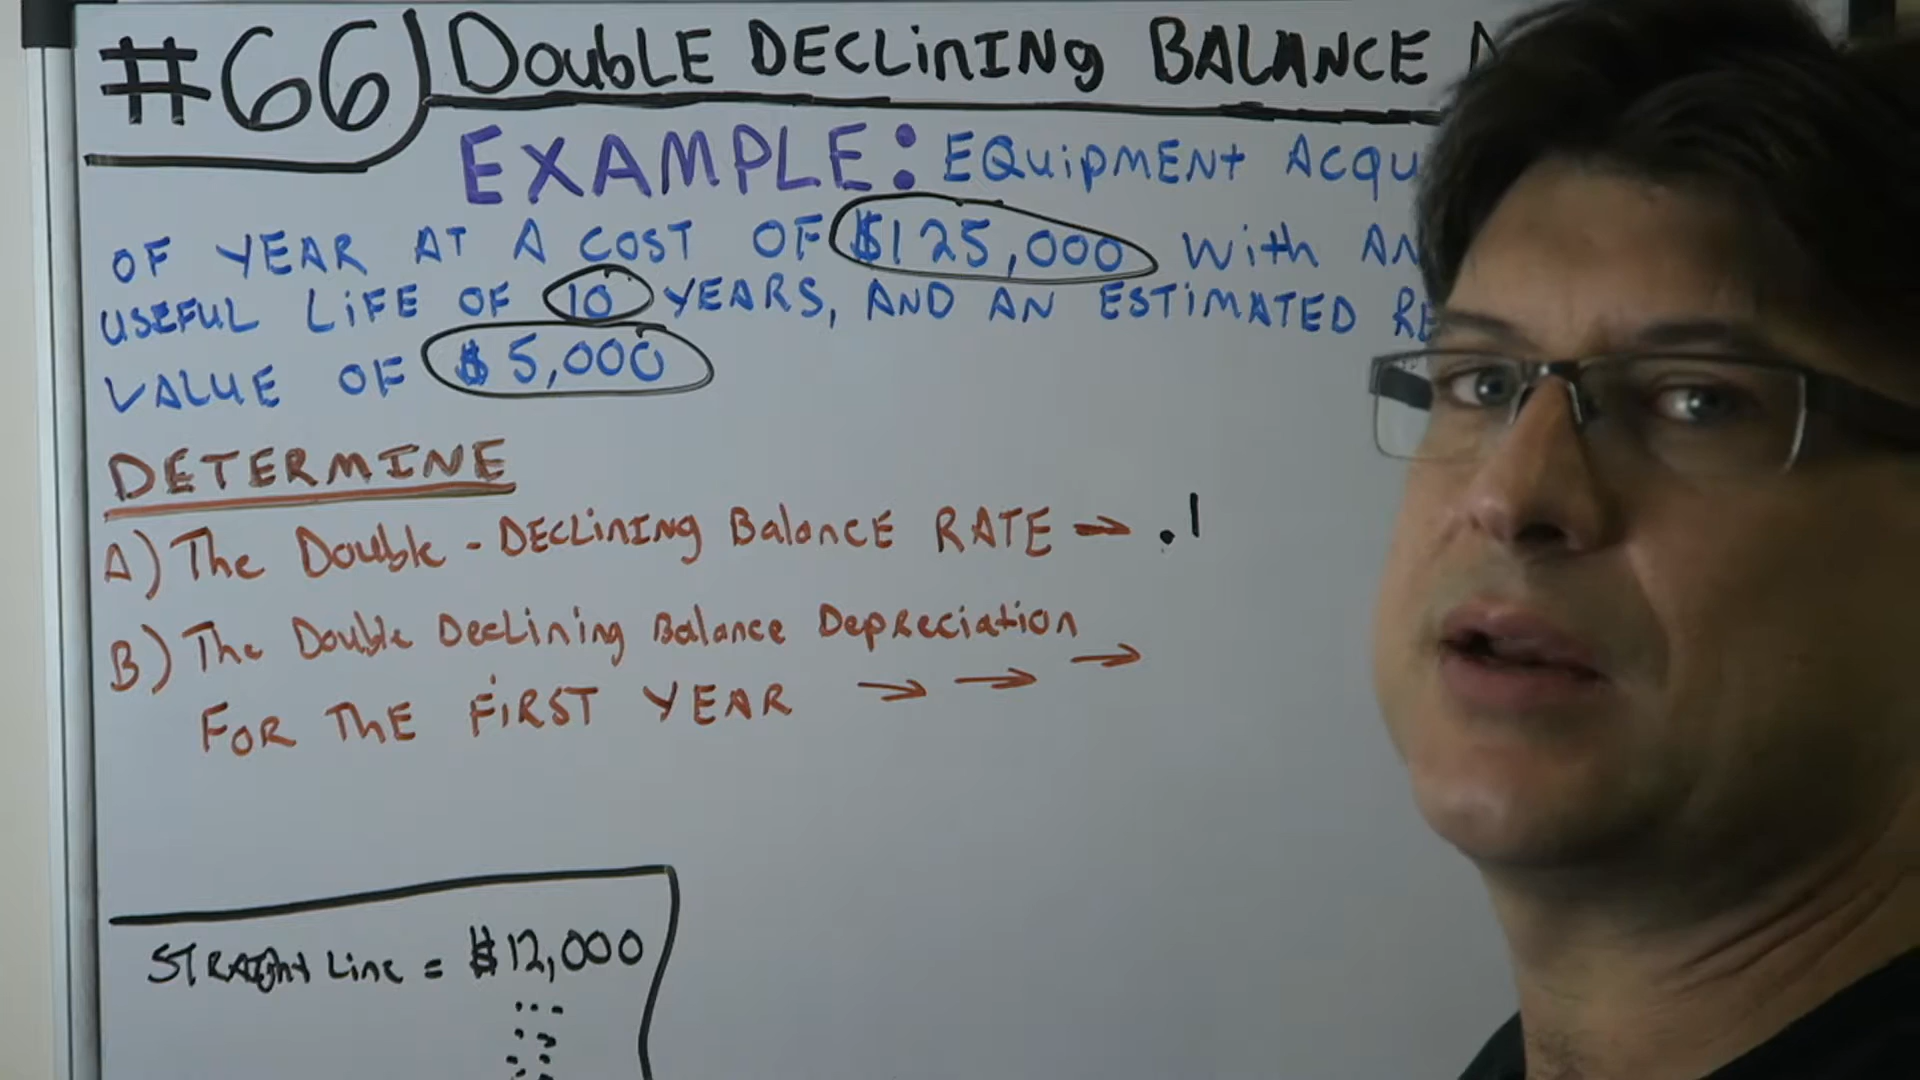 #66 DOUBLE DECLINING BALANCE
EXAMPLE: EQUIPMENT
OF YEAR AT A COST OF $125,000 WITH AN
USEFUL LIFE OF 10 YEARS, AND AN ESTIMATED
VALUE OF $5,000
DETERMINE
A) The Double-DECLINING BalanCE RATE → .1
B) The Double DecLining Balance Depreciation
FOR THE FIRST YEAR → → →
STRAIGht Line = $12,000